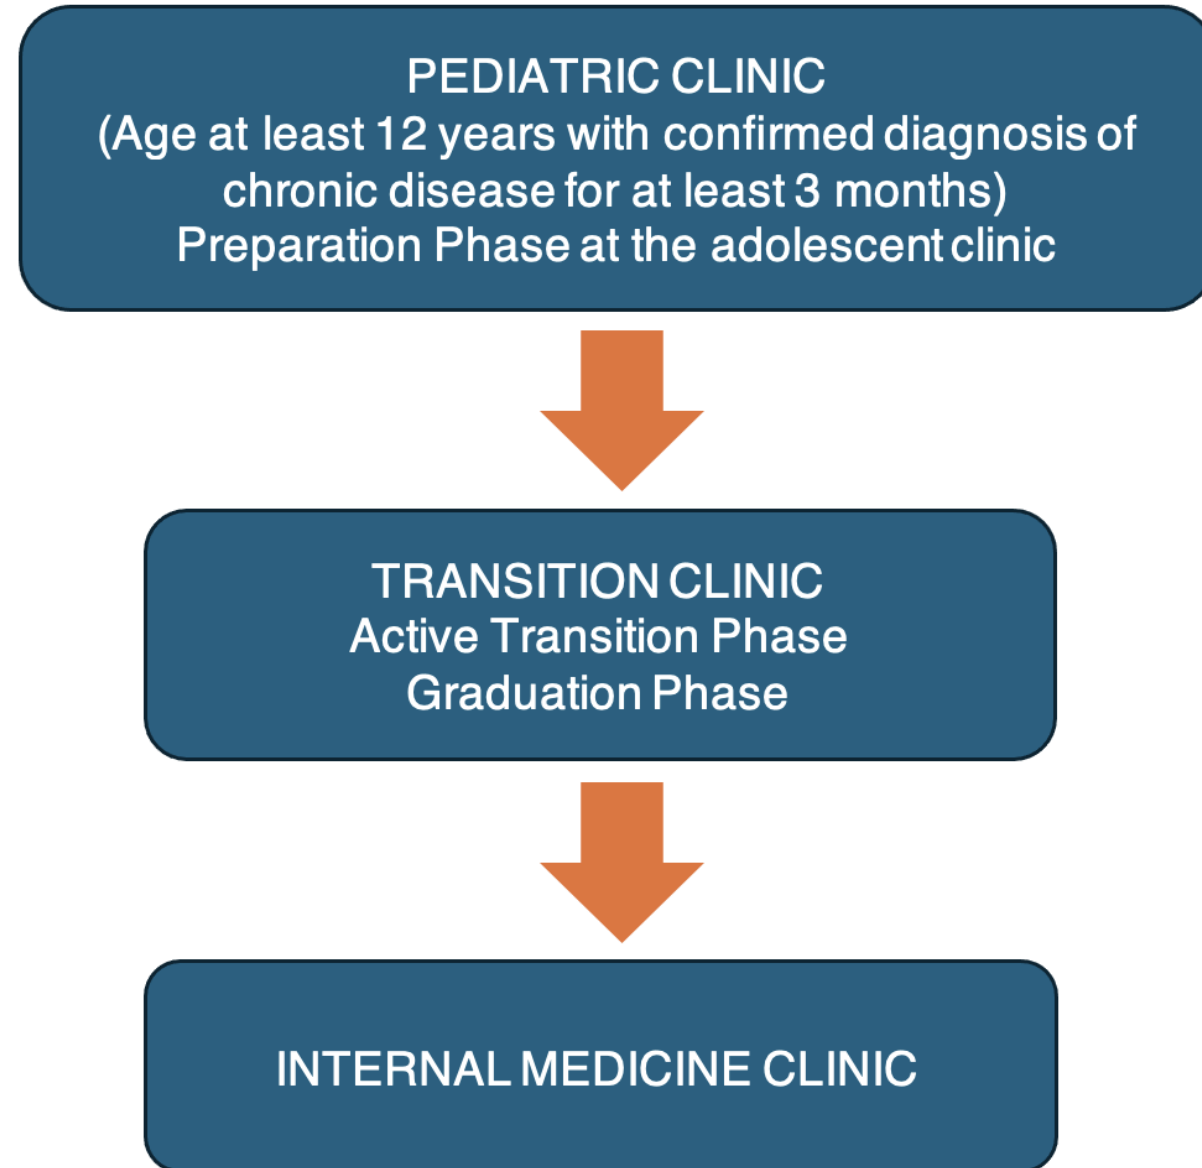 PEDIATRIC CLINIC
(Age at least 12 years with confirmed diagnosis of
chronic disease for at least 3 months)
Preparation Phase at the adolescent clinic
TRANSITION CLINIC
Active Transition Phase
Graduation Phase
INTERNAL MEDICINE CLINIC